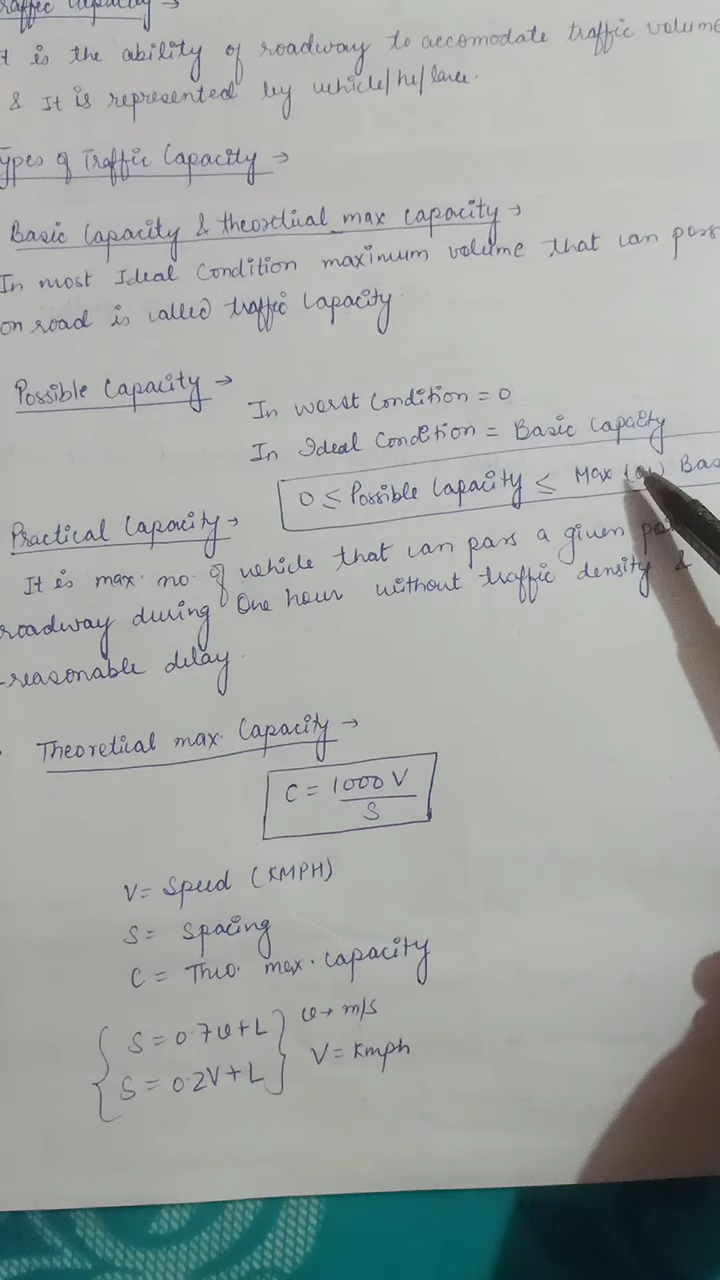 raffic Capacity →
t is the ability of roadway to accomodate traffic volume
& It is represented by vehicle/hr/lane.
Types of Traffic Capacity →
Basic Capacity & theoretical max capacity →
In most Ideal Condition maximum volume that can pass
on road is called traffic Capacity
Possible Capacity →
In worst Condition = 0
In Ideal Condition = Basic Capacity
0 ≤ Possible Capacity ≤ Max (or) Bas
Practical Capacity →
It is max. no. of vehicle that can pass a given
roadway during One hour without traffic density &
-reasonable delay.
Theoretial max. Capacity →
C = 1000 V
S
V = Speed (KMPH)
S = Spacing
C = Theo. max. capacity
S = 0.7v + L v → m/s
S = 0.2V + L V = Kmph